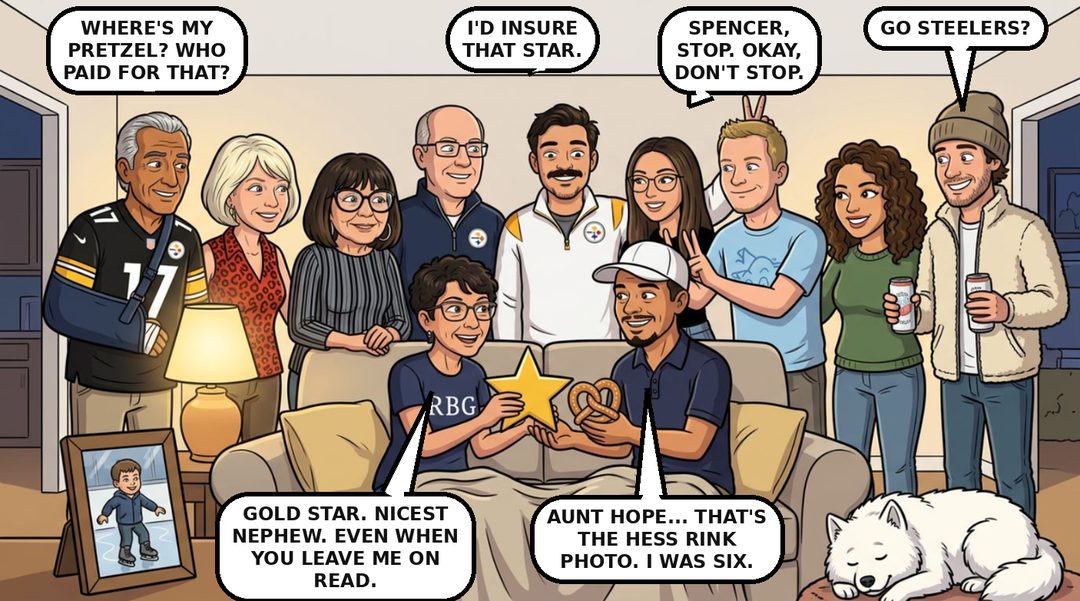 WHERE'S MY
PRETZEL? WHO
PAID FOR THAT?
I'D INSURE
THAT STAR.
SPENCER,
STOP. OKAY,
DON'T STOP.
GO STEELERS?
17
17
RBG
GOLD STAR. NICEST
NEPHEW. EVEN WHEN
YOU LEAVE ME ON
READ.
AUNT HOPE... THAT'S
THE HESS RINK
PHOTO. I WAS SIX.